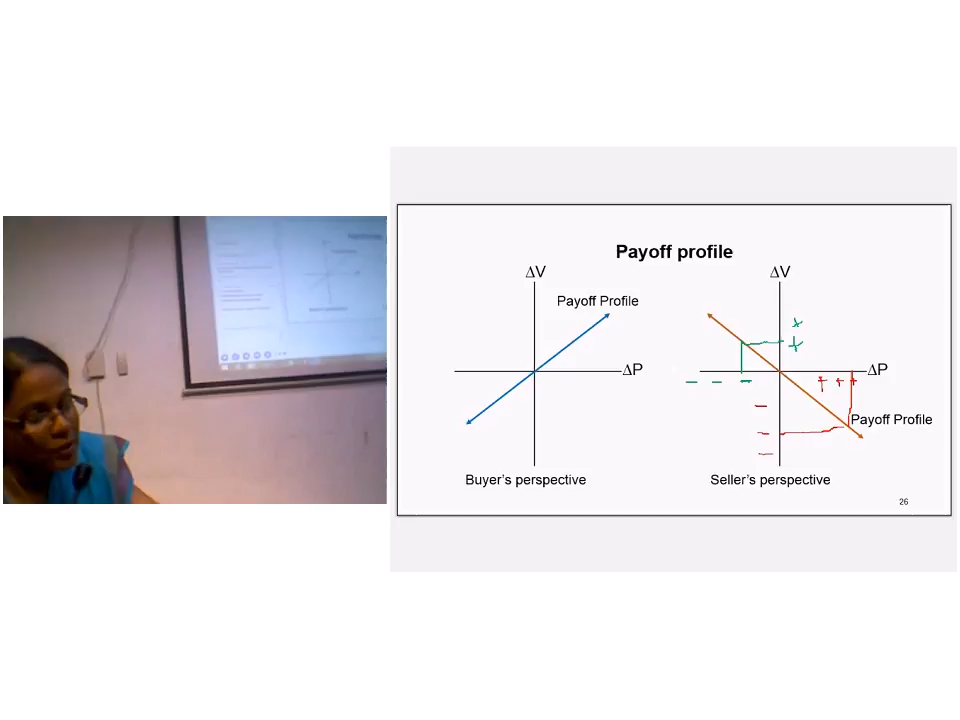 Payoff profile
ΔV
Payoff Profile
ΔP
Buyer's perspective
ΔV
+
+
ΔP
− − −
+ + +
−
Payoff Profile
−
−
Seller's perspective
26